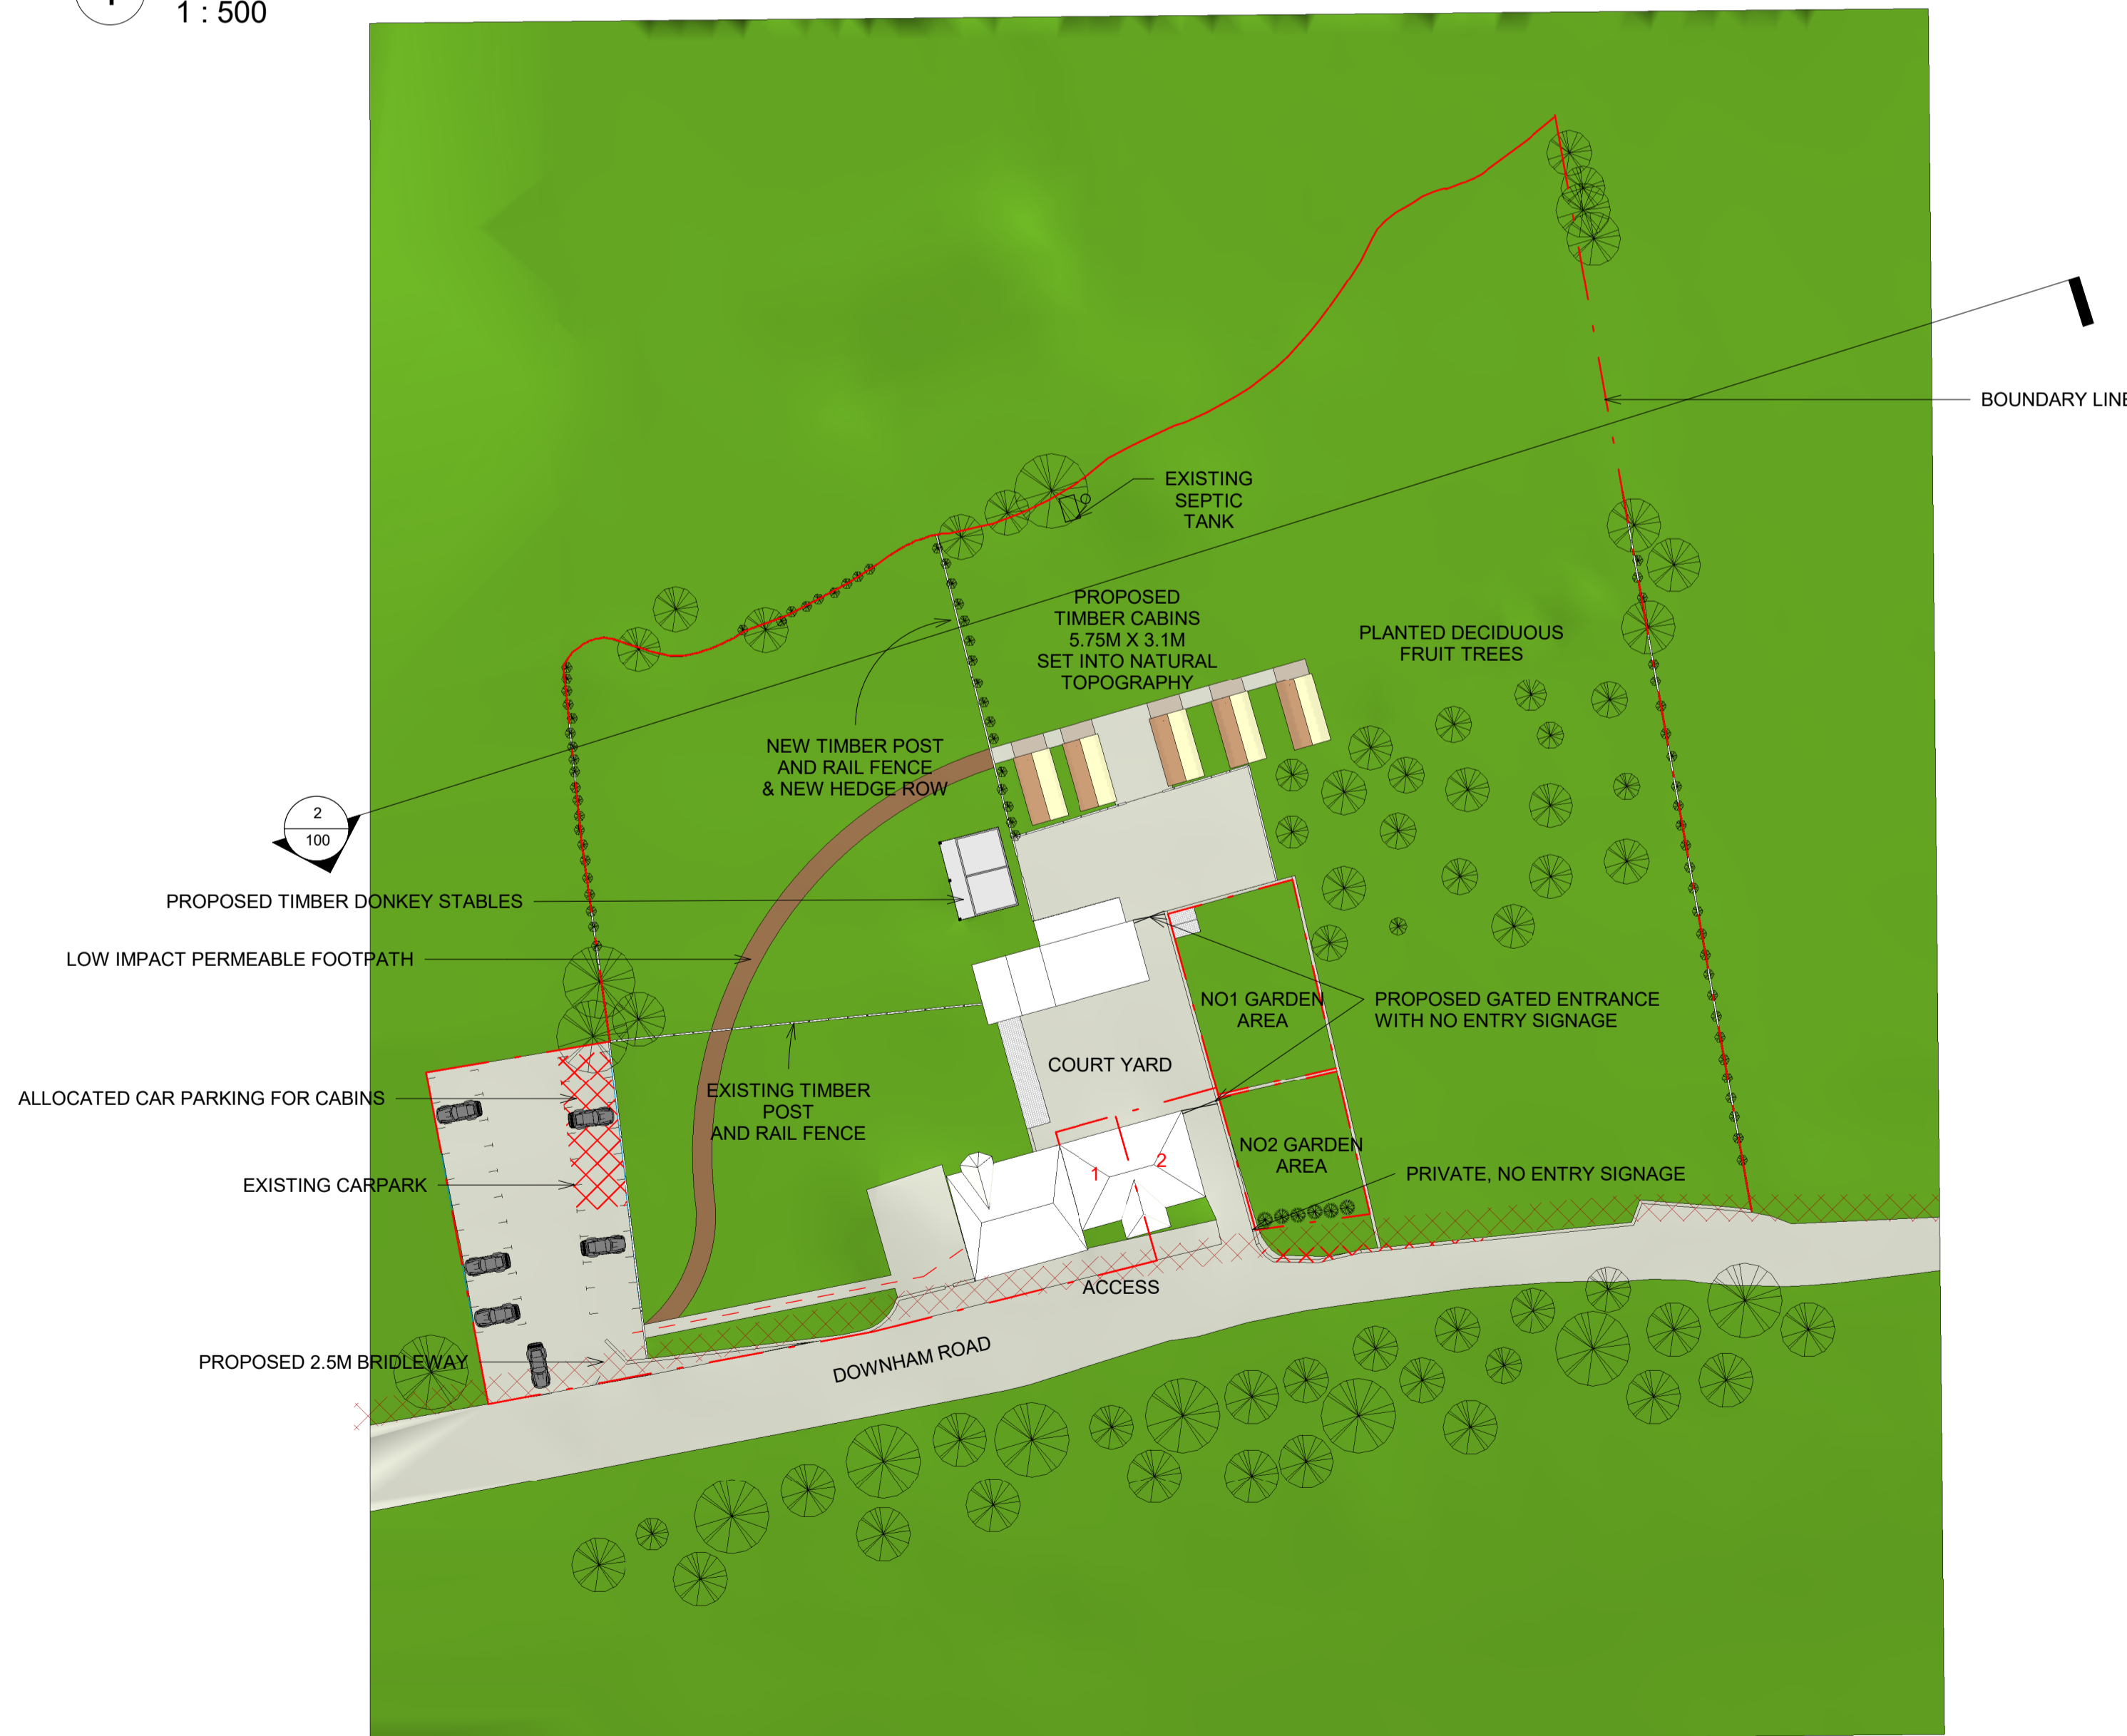 1 : 500
BOUNDARY LINE
EXISTING
SEPTIC
TANK
PROPOSED
TIMBER CABINS
5.75M X 3.1M
SET INTO NATURAL
TOPOGRAPHY
PLANTED DECIDUOUS
FRUIT TREES
NEW TIMBER POST
AND RAIL FENCE
& NEW HEDGE ROW
2
100
PROPOSED TIMBER DONKEY STABLES
LOW IMPACT PERMEABLE FOOTPATH
NO1 GARDEN
AREA
PROPOSED GATED ENTRANCE
WITH NO ENTRY SIGNAGE
COURT YARD
ALLOCATED CAR PARKING FOR CABINS
EXISTING TIMBER
POST
AND RAIL FENCE
NO2 GARDEN
AREA
1
2
PRIVATE, NO ENTRY SIGNAGE
EXISTING CARPARK
ACCESS
DOWNHAM ROAD
PROPOSED 2.5M BRIDLEWAY